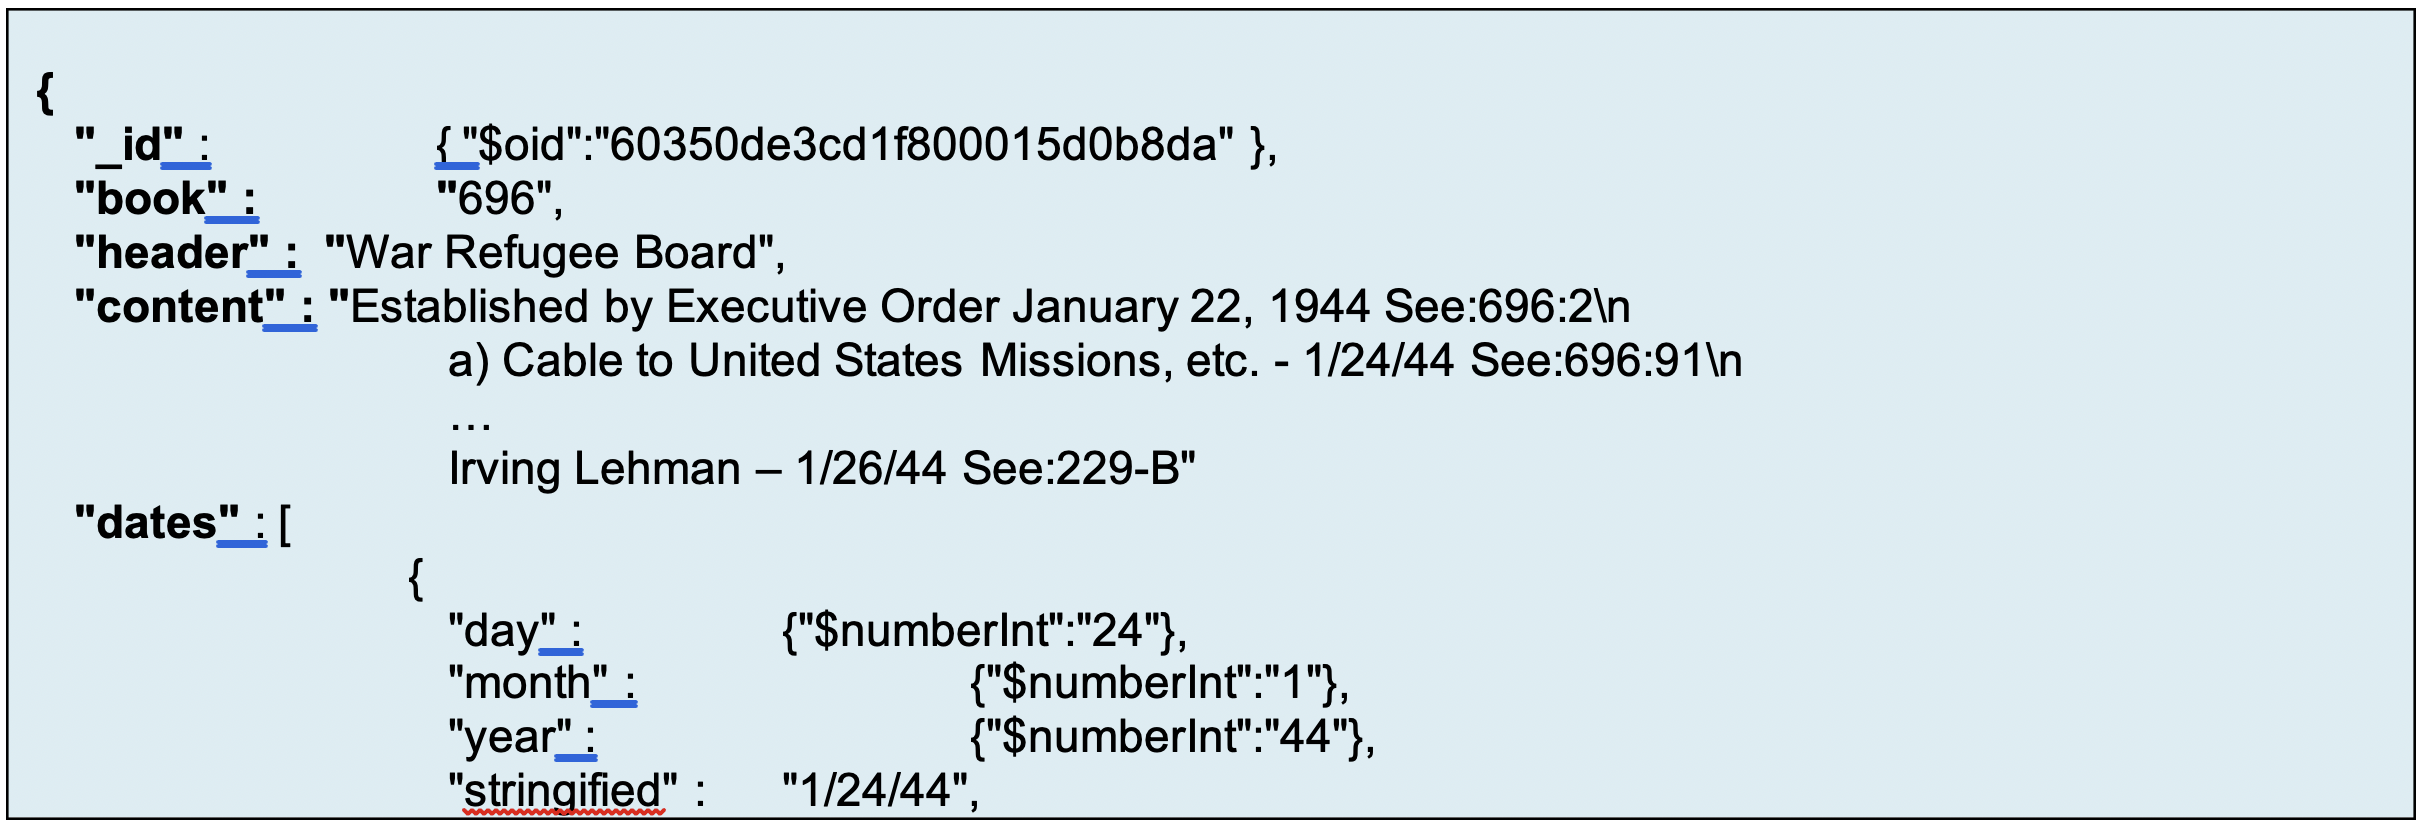 {
"_id" : { "$oid":"60350de3cd1f800015d0b8da" },
"book" : "696",
"header" : "War Refugee Board",
"content" : "Established by Executive Order January 22, 1944 See:696:2\n
a) Cable to United States Missions, etc. - 1/24/44 See:696:91\n
…
Irving Lehman – 1/26/44 See:229-B"
"dates" : [
{
"day" : {"$numberInt":"24"},
"month" : {"$numberInt":"1"},
"year" : {"$numberInt":"44"},
"stringified" : "1/24/44",